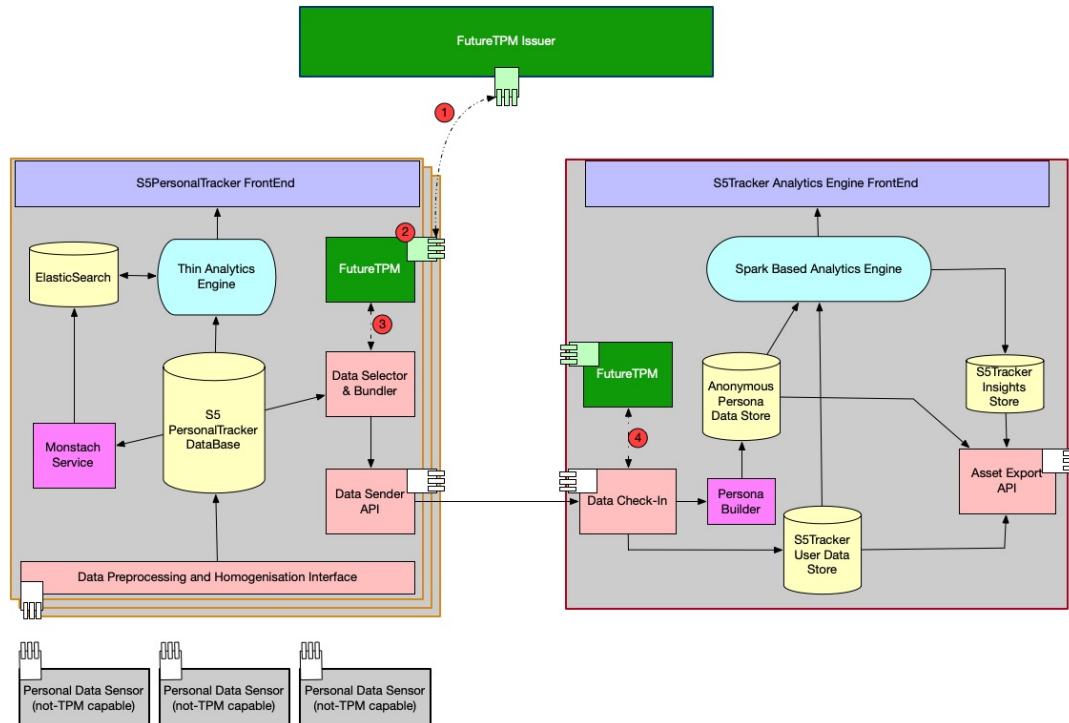 FutureTPM Issuer
1
S5PersonalTracker FrontEnd
2
ElasticSearch
Thin Analytics
Engine
FutureTPM
3
Data Selector
& Bundler
S5
PersonalTracker
DataBase
Monstach
Service
Data Sender
API
Data Preprocessing and Homogenisation Interface
Personal Data Sensor
(not-TPM capable)
Personal Data Sensor
(not-TPM capable)
Personal Data Sensor
(not-TPM capable)
S5Tracker Analytics Engine FrontEnd
Spark Based Analytics Engine
FutureTPM
4
Anonymous
Persona
Data Store
S5Tracker
Insights
Store
Data Check-In
Persona
Builder
Asset Export
API
S5Tracker
User Data
Store